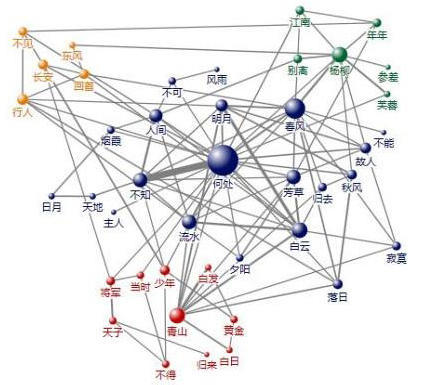 江南
年年
不见
东风
长安
回首
别离
杨柳
参差
风雨
不可
芙蓉
行人
人间
明月
春风
不能
烟霞
故人
何处
不知
芳草
归去
秋风
日月
天地
主人
流水
白云
寂寞
夕阳
将军
当时
少年
白发
落日
青山
天子
黄金
归来
白日
不得